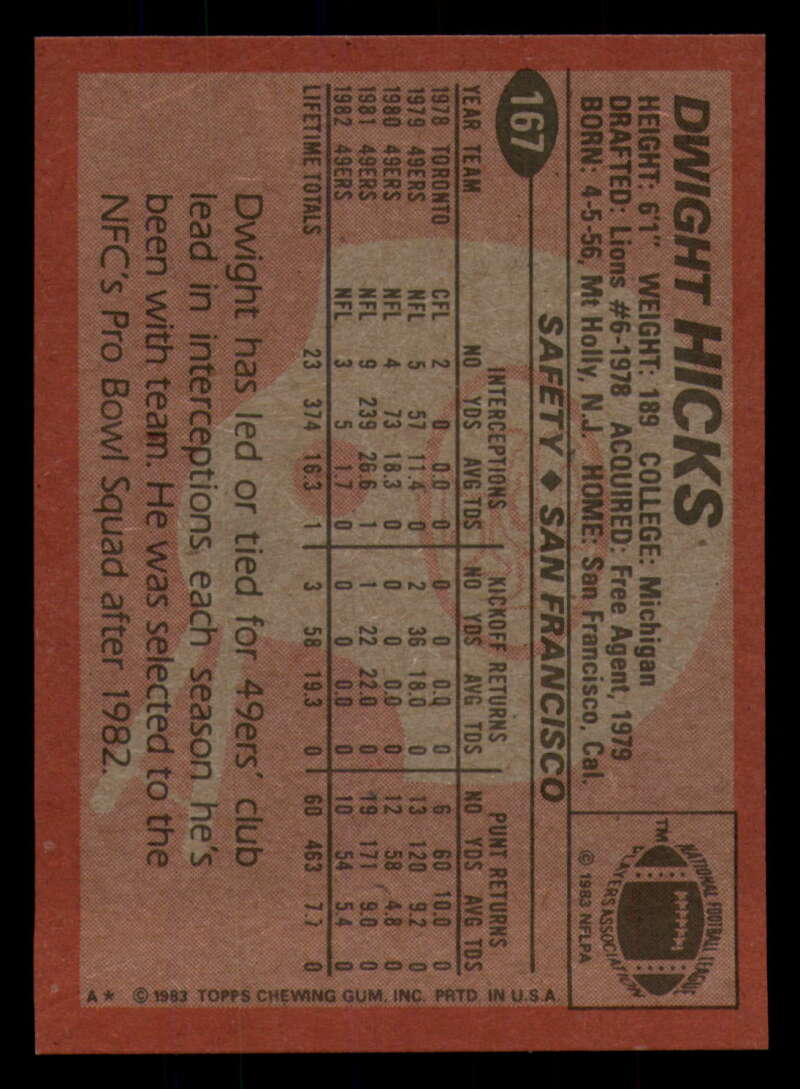 DWIGHT HICKS
HEIGHT: 6'1" WEIGHT: 189 COLLEGE: Michigan
DRAFTED: Lions #6-1978 ACQUIRED: Free Agent, 1979
BORN: 4-5-56, Mt Holly, N.J. HOME: San Francisco, Cal.
167
SAFETY ◆ SAN FRANCISCO
NATIONAL FOOTBALL LEAGUE
PLAYERS ASSOCIATION
TM
© 1983 NFLPA
INTERCEPTIONS KICKOFF RETURNS PUNT RETURNS
YEAR TEAM NO YDS AVG TDS NO YDS AVG TDS NO YDS AVG TDS
1978 TORONTO CFL 2 0 0.0 0 0 0 0.0 0 6 60 10.0 0
1979 49ERS NFL 5 57 11.4 0 2 36 18.0 0 13 120 9.2 0
1980 49ERS NFL 4 73 18.3 0 0 0 0.0 0 12 58 4.8 0
1981 49ERS NFL 9 239 26.6 1 1 22 22.0 0 19 171 9.0 0
1982 49ERS NFL 3 5 1.7 0 0 0 0.0 0 10 54 5.4 0
LIFETIME TOTALS 23 374 16.3 1 3 58 19.3 0 60 463 7.7 0
Dwight has led or tied for 49ers' club
lead in interceptions each season he's
been with team. He was selected to the
NFC's Pro Bowl Squad after 1982.
A* © 1983 TOPPS CHEWING GUM, INC. PRTD. IN U.S.A.